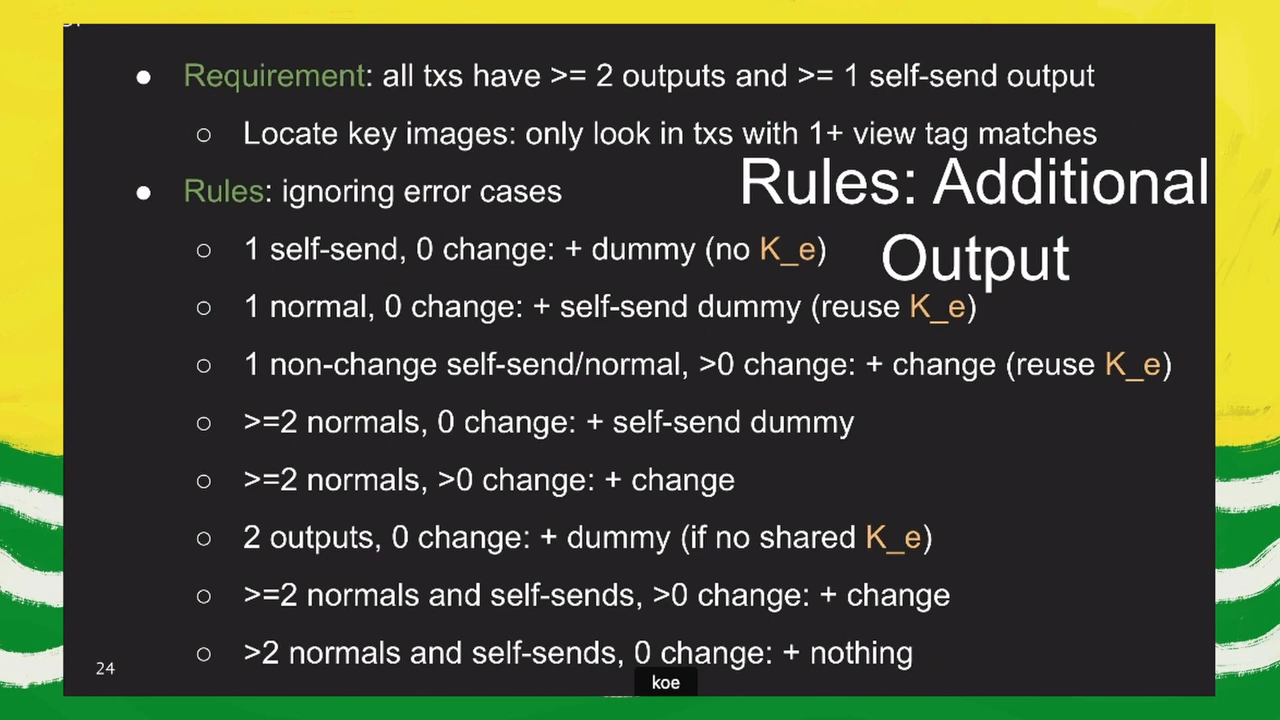 Requirement: all txs have >= 2 outputs and >= 1 self-send output
Locate key images: only look in txs with 1+ view tag matches
Rules: Additional
Output
Rules: ignoring error cases
1 self-send, 0 change: + dummy (no K_e)
1 normal, 0 change: + self-send dummy (reuse K_e)
1 non-change self-send/normal, >0 change: + change (reuse K_e)
>=2 normals, 0 change: + self-send dummy
>=2 normals, >0 change: + change
2 outputs, 0 change: + dummy (if no shared K_e)
>=2 normals and self-sends, >0 change: + change
>2 normals and self-sends, 0 change: + nothing
24
koe